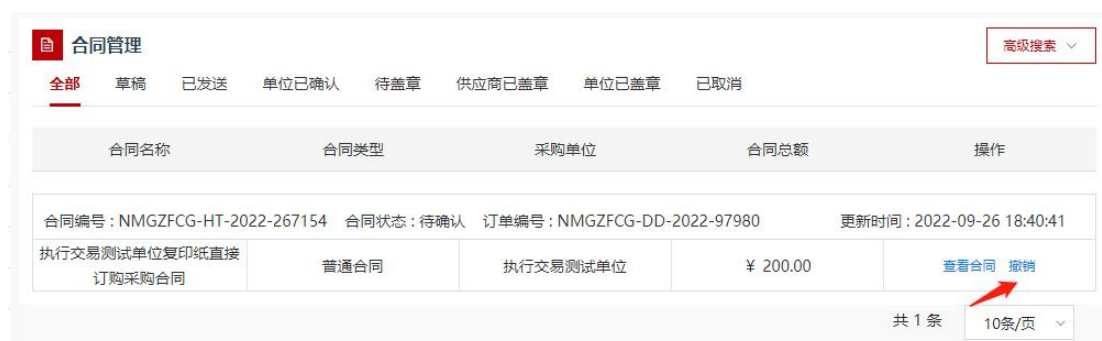 合同管理
高级搜索
全部 草稿 已发送 单位已确认 待盖章 供应商已盖章 单位已盖章 已取消
合同名称 合同类型 采购单位 合同总额 操作
合同编号 : NMGZFCG-HT-2022-267154 合同状态 : 待确认 订单编号 : NMGZFCG-DD-2022-97980 更新时间 : 2022-09-26 18:40:41
执行交易测试单位复印纸直接
订购采购合同
普通合同 执行交易测试单位 ¥ 200.00 查看合同 撤销
共 1 条 10条/页